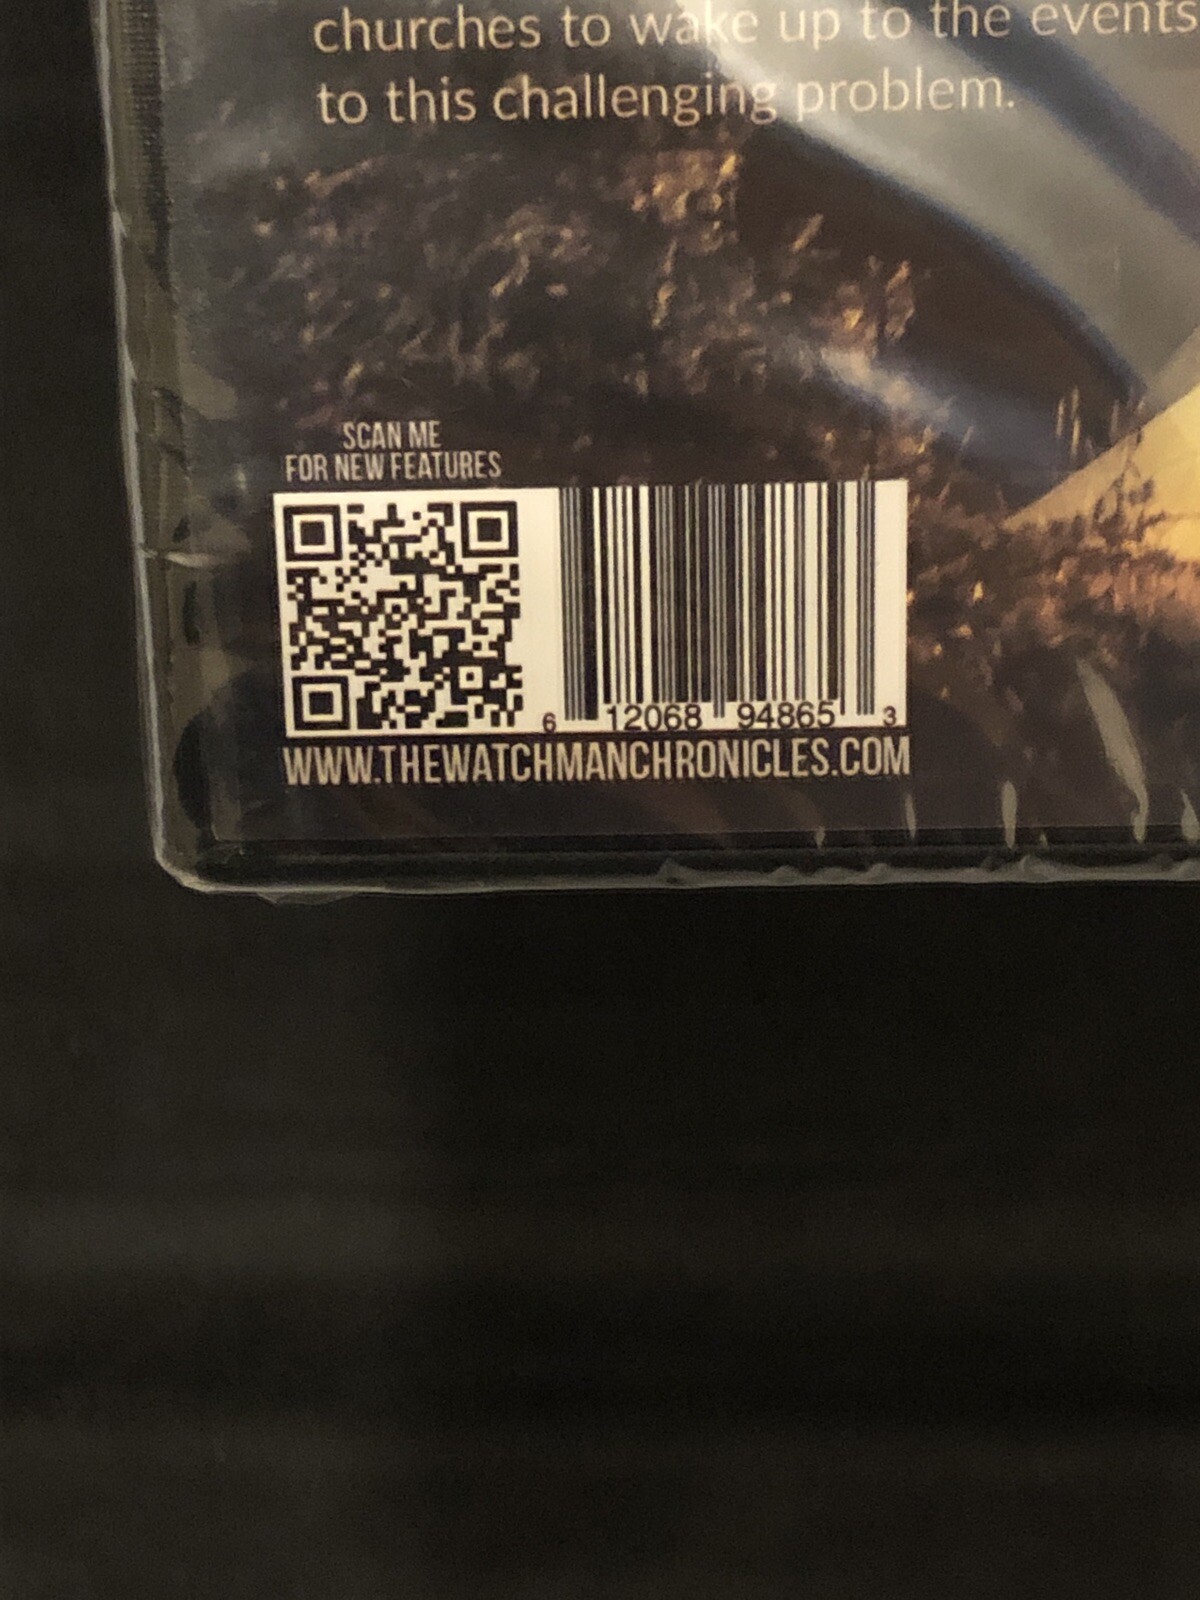 churches to wake up to the events
to this challenging problem.
SCAN ME
FOR NEW FEATURES
6 12068 94865 3
WWW.THEWATCHMANCHRONICLES.COM